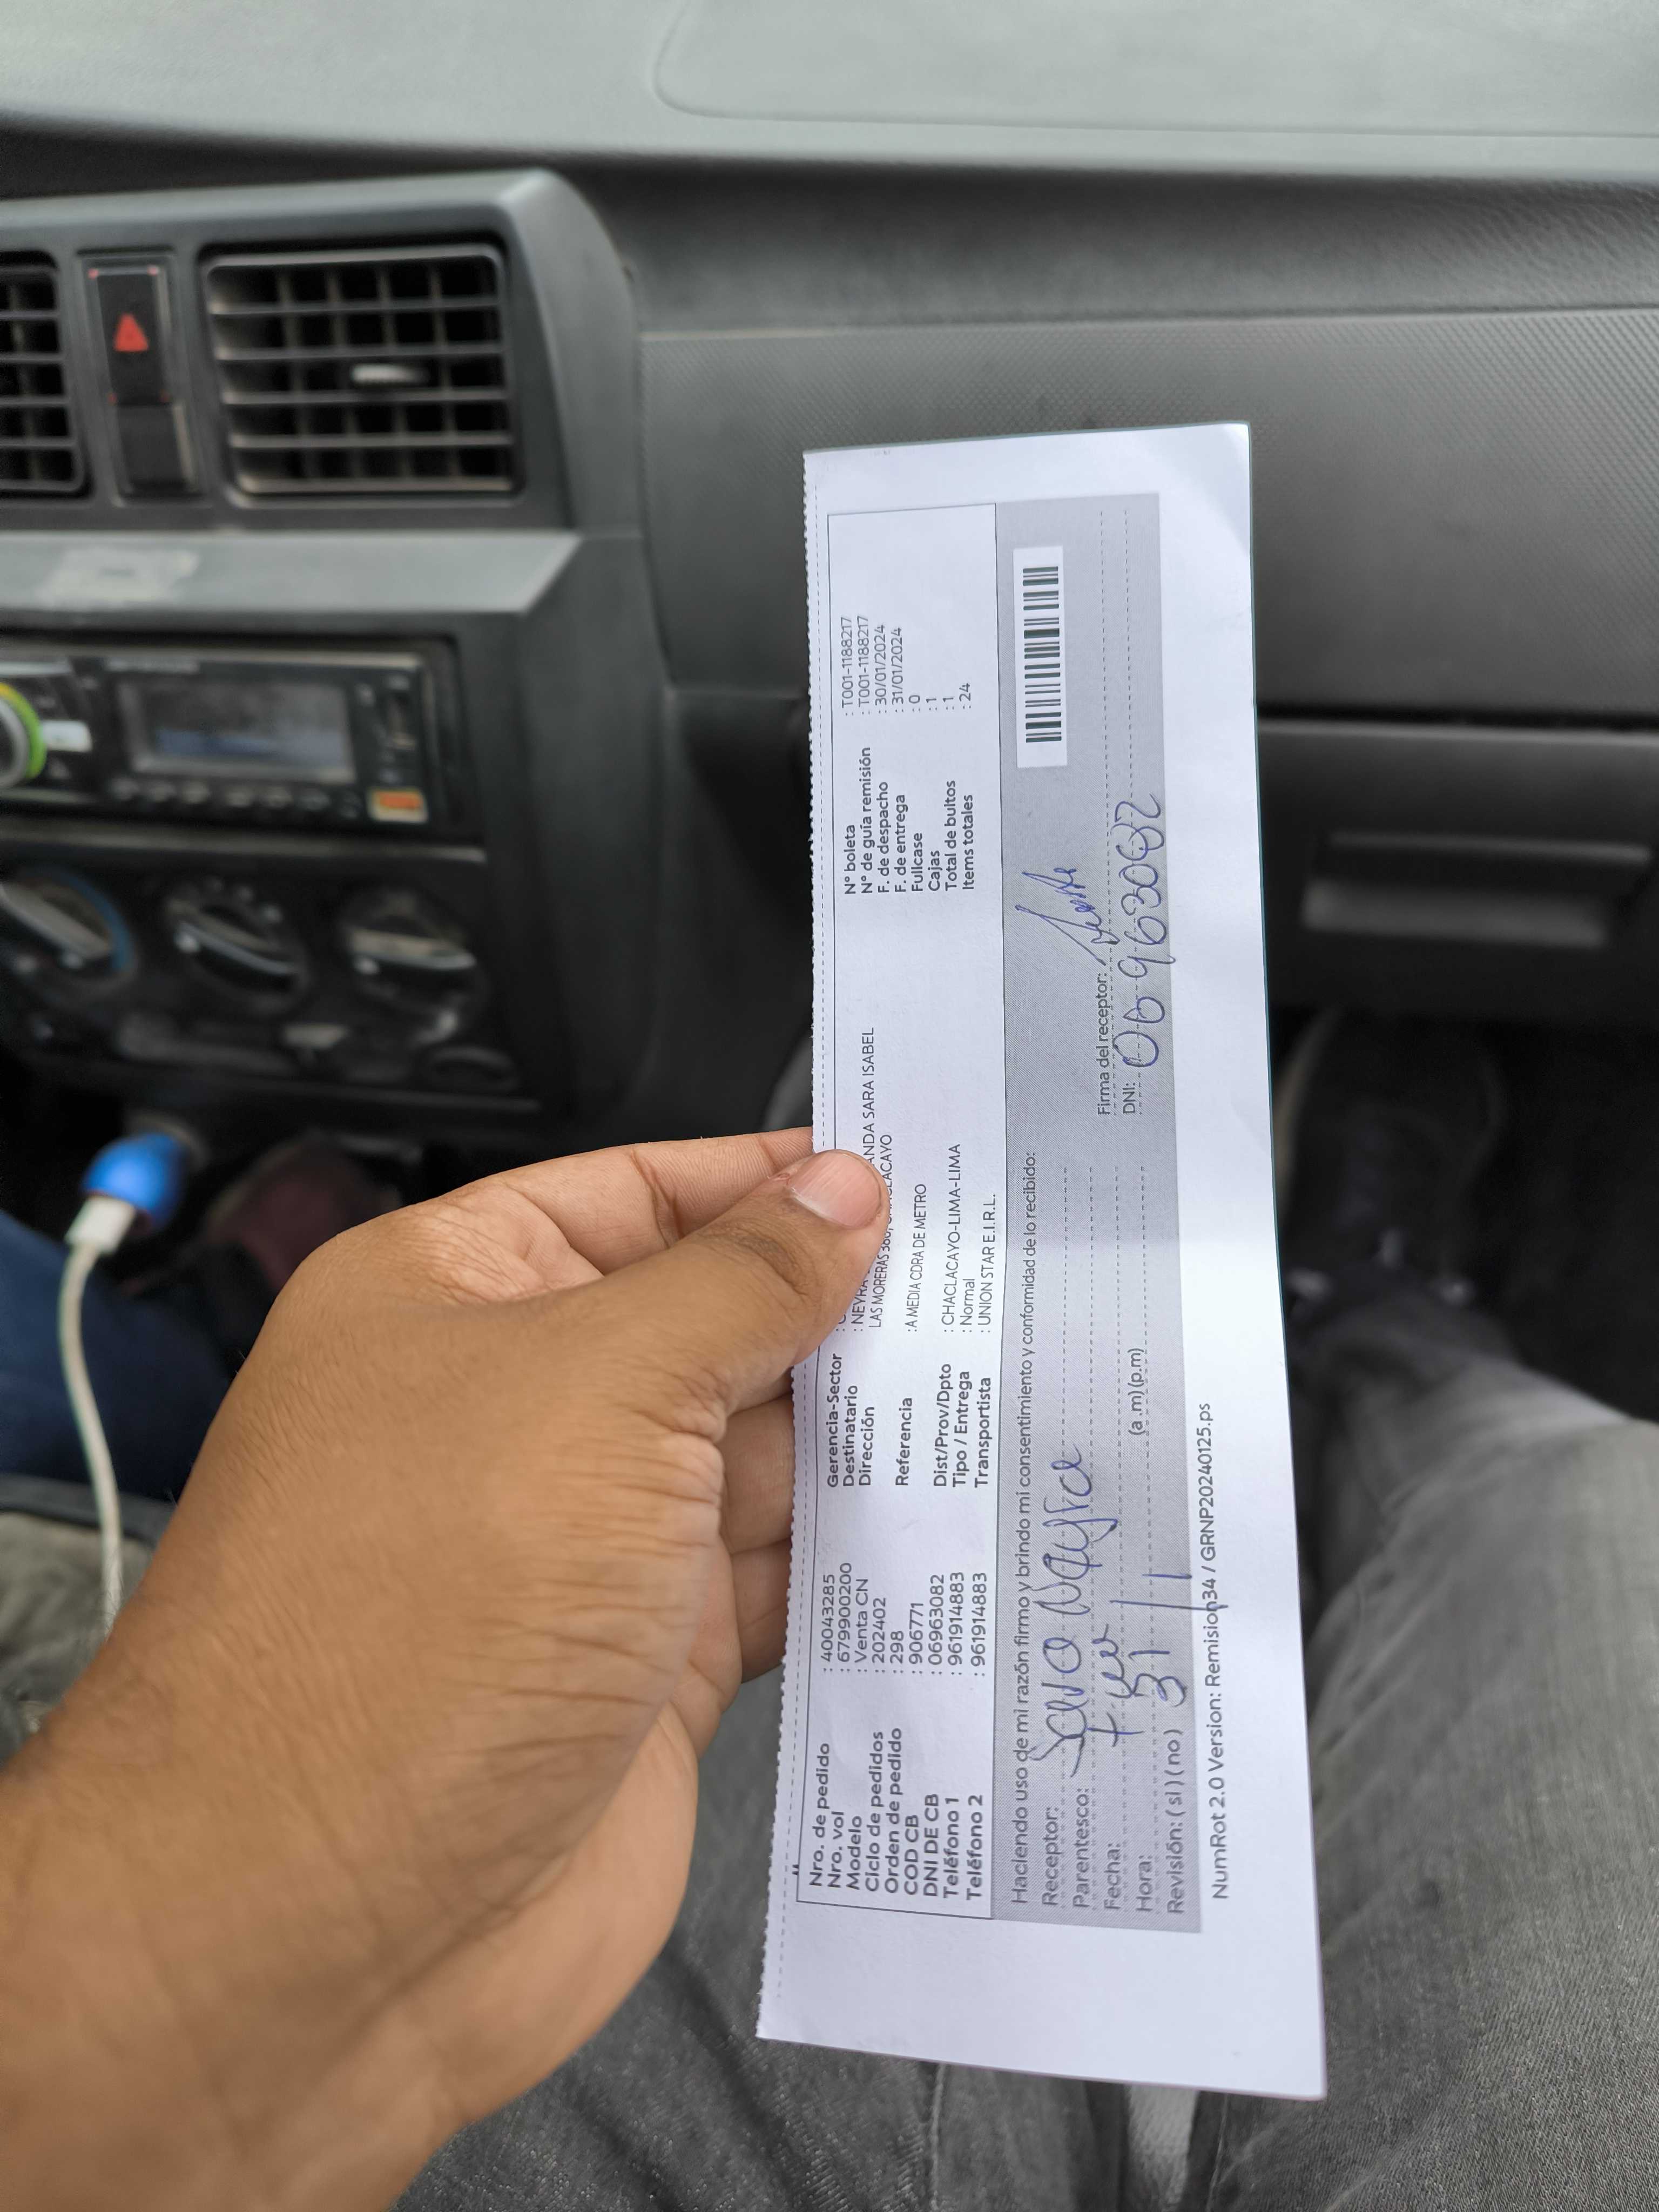 Nro. de pedido : 40043285
Nro. vol : 6799900200
Modelo : Venta CN
Ciclo de pedidos : 202402
Orden de pedido : 298
COD CB : 906771
DNI DE CB : 06963082
Teléfono 1 : 961914883
Teléfono 2 : 961914883
Gerencia-Sector :
Destinatario : SARA ISABEL
Dirección LAS MORERAS
Referencia : A MEDIA CDRA DE METRO
Dist/Prov/Dpto : CHACLACAYO-LIMA-LIMA
Tipo / Entrega : Normal
Transportista : UNION STAR E.I.R.L.
N° boleta : T001-1188217
N° de guía remisión : T001-1188217
F. de despacho : 30/01/2024
F. de entrega : 31/01/2024
Fullcase : 0
Cajas : 1
Total de bultos : 1
Items totales : 24
Haciendo uso de mi razón firmo y brindo mi consentimiento y conformidad de lo recibido:
Receptor: Sara
Parentesco:
Fecha: 31
Hora: (a .m) (p.m)
Revisión: ( si ) ( no )
Firma del receptor:
DNI: 06963082
NumRot 2.0 Version: Remision34 / GRNP20240125.ps